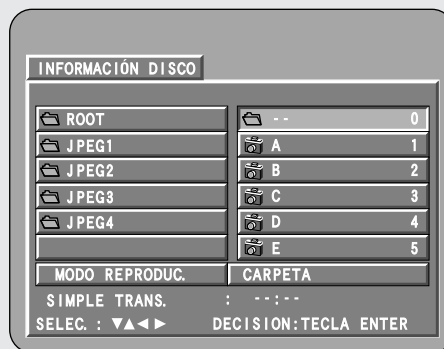 INFORMACIÓN DISCO
ROOT -- 0
JPEG1 A 1
JPEG2 B 2
JPEG3 C 3
JPEG4 D 4
E 5
MODO REPRODUC. CARPETA
SIMPLE TRANS. : --:--
SELEC. : ▼▲◄► DECISION:TECLA ENTER